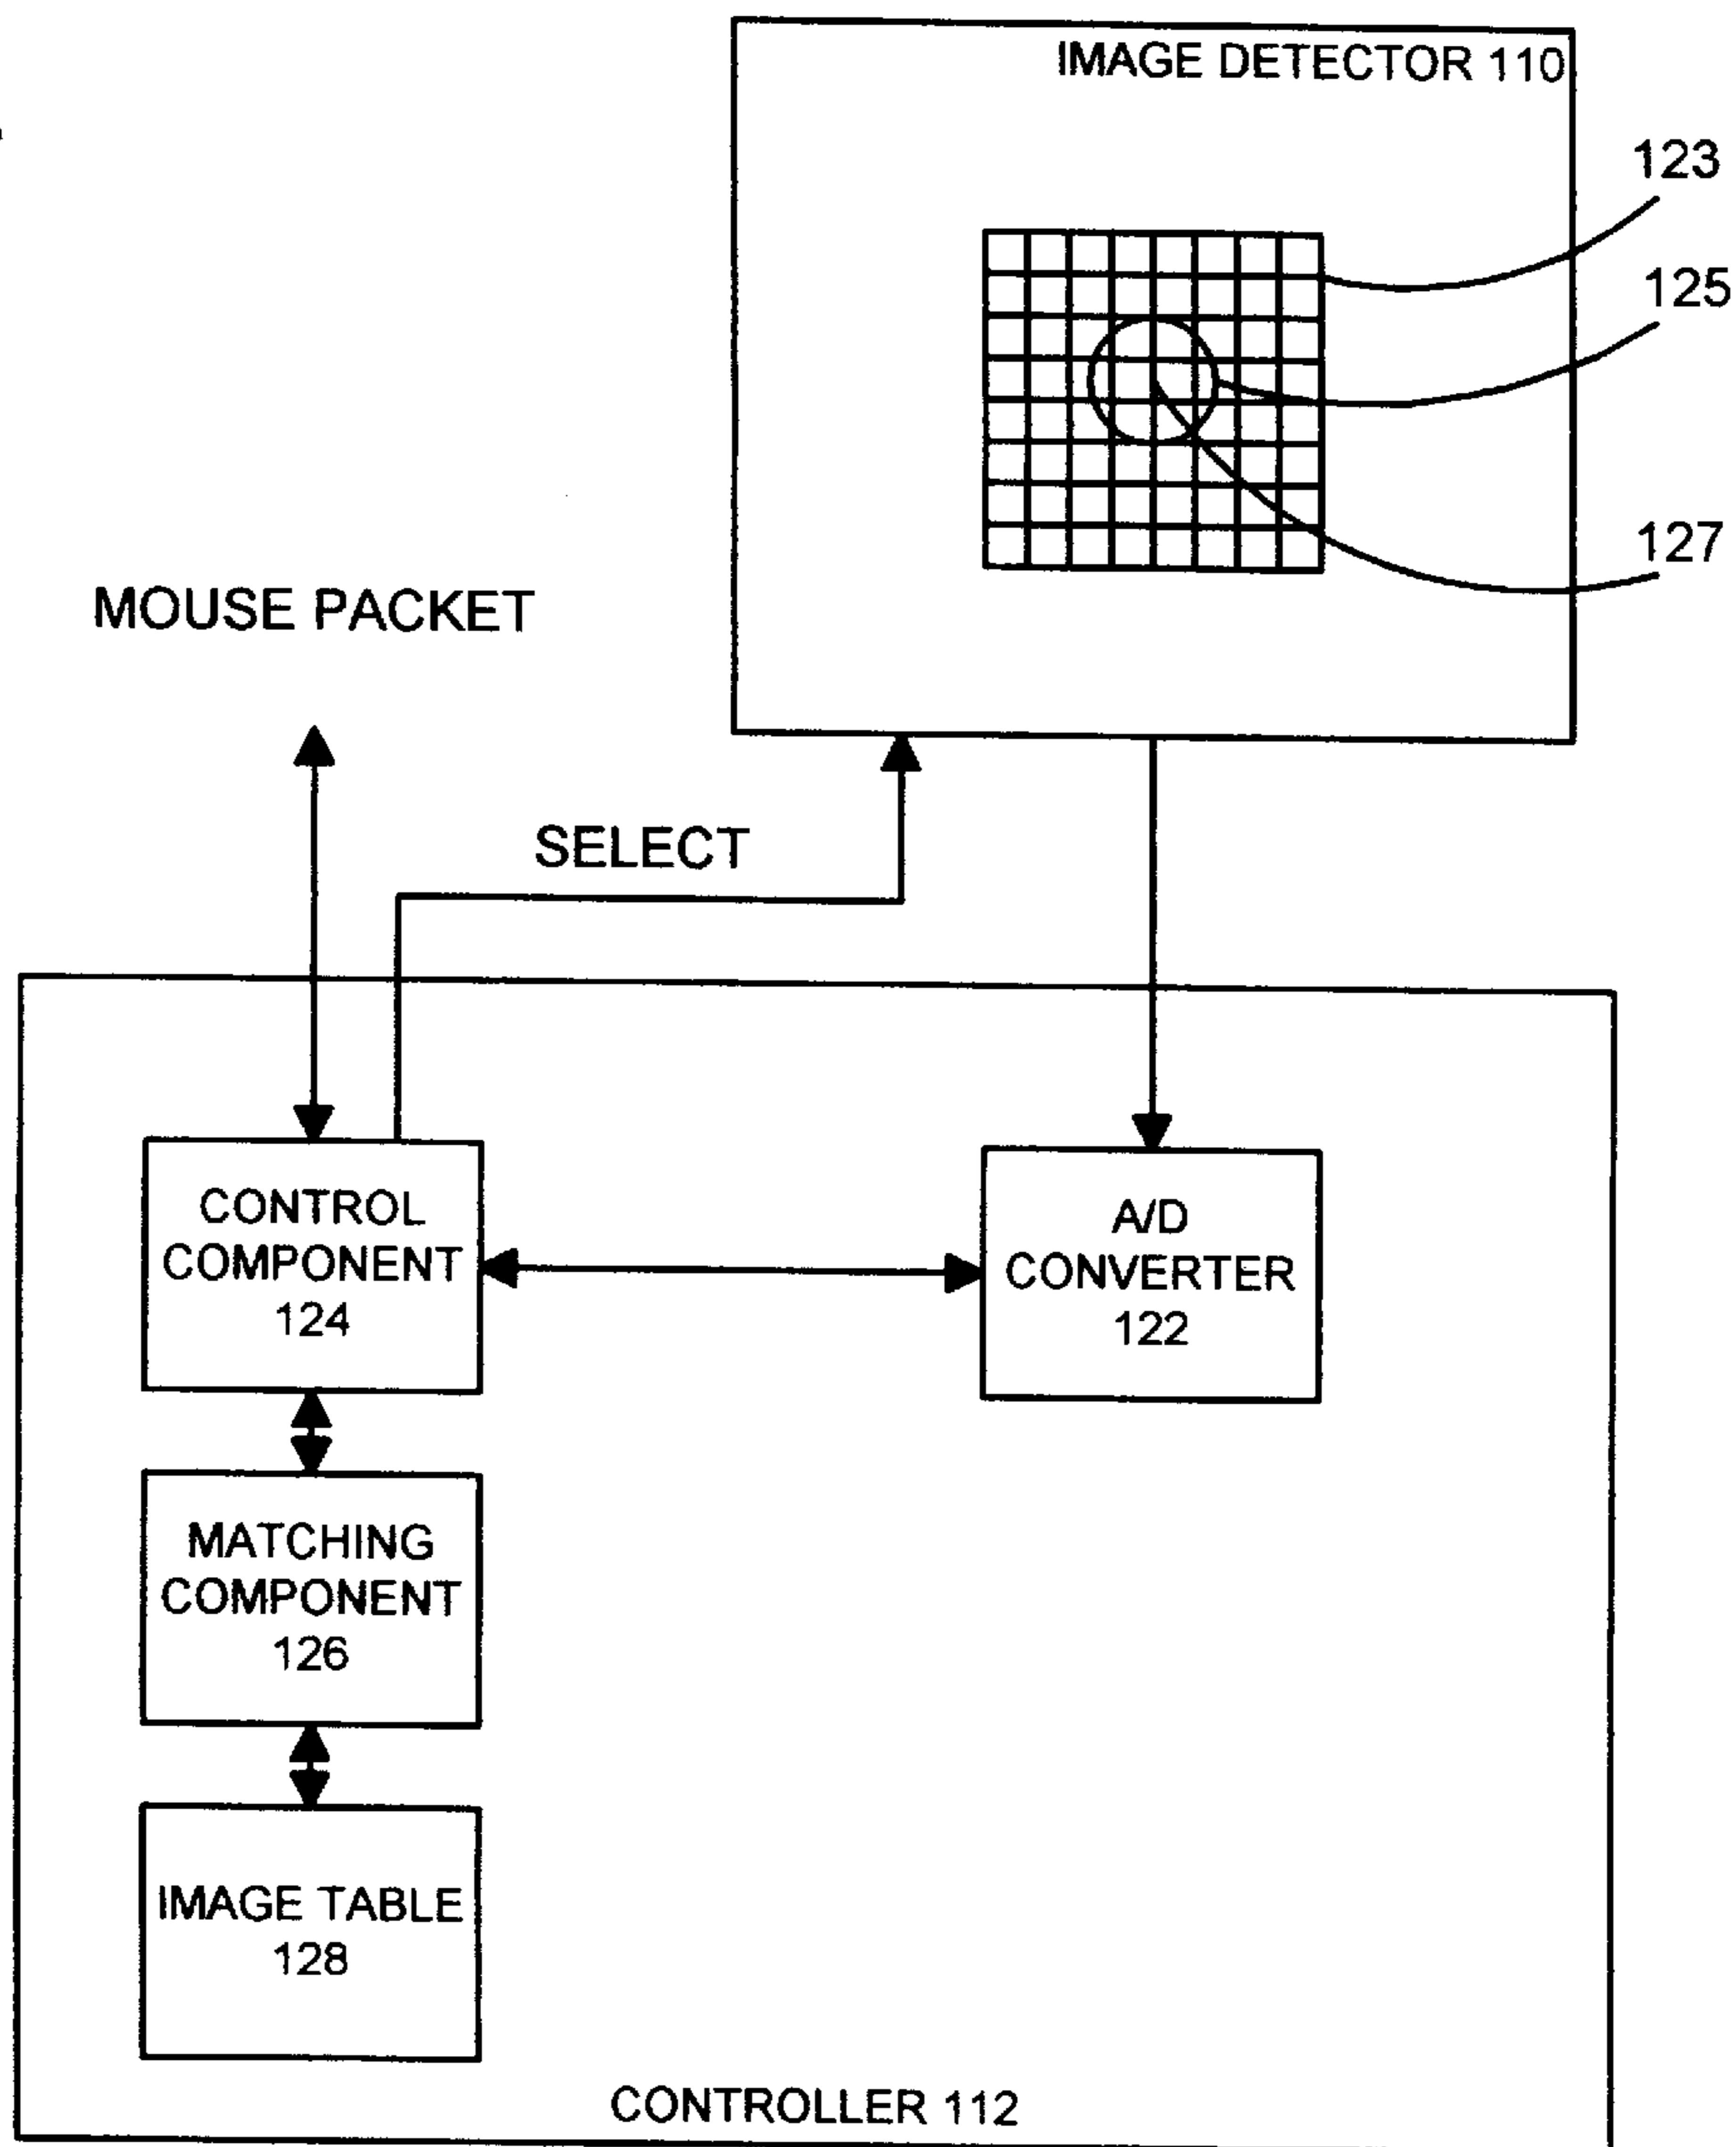 IMAGE DETECTOR 110
123
125
127
MOUSE PACKET
SELECT
CONTROL
COMPONENT
124
A/D
CONVERTER
122
MATCHING
COMPONENT
126
IMAGE TABLE
128
CONTROLLER 112